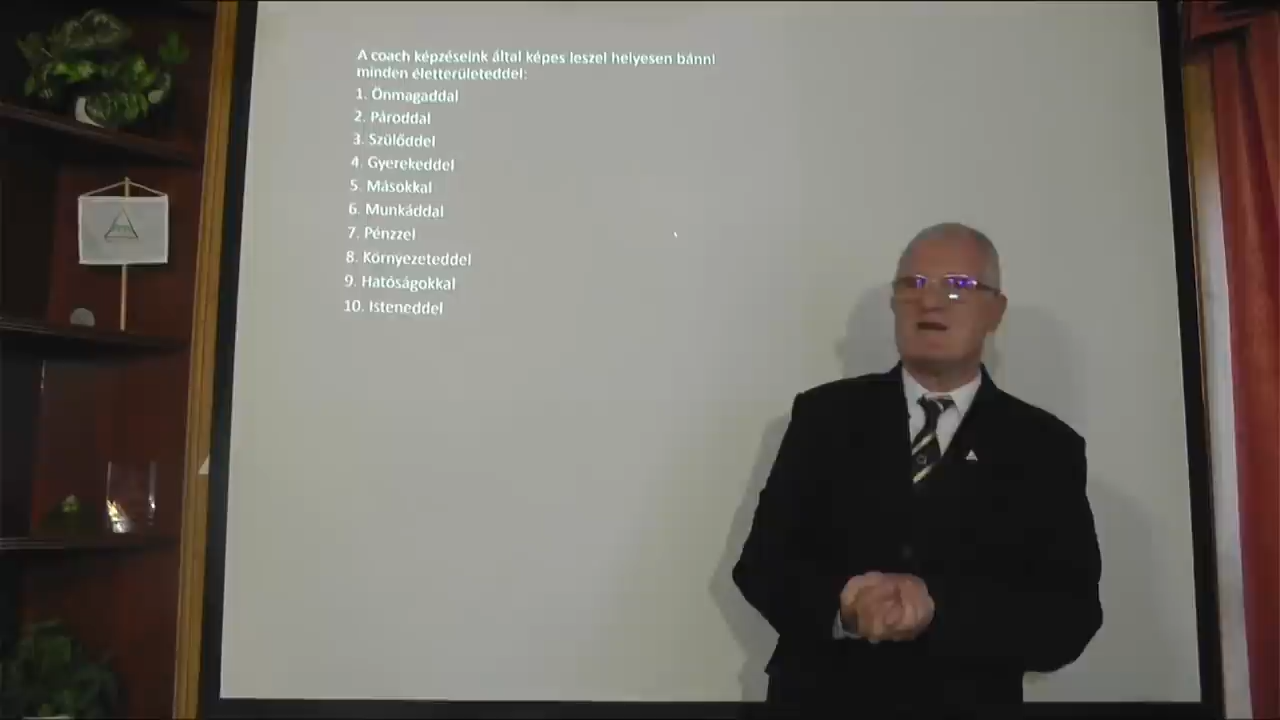 A coach képzéseink által képes leszel helyesen bánni
minden életterületeddel:
1. Önmagaddal
2. Pároddal
3. Szülőddel
4. Gyerekeddel
5. Másokkal
6. Munkáddal
7. Pénzzel
8. Környezeteddel
9. Hatóságokkal
10. Isteneddel